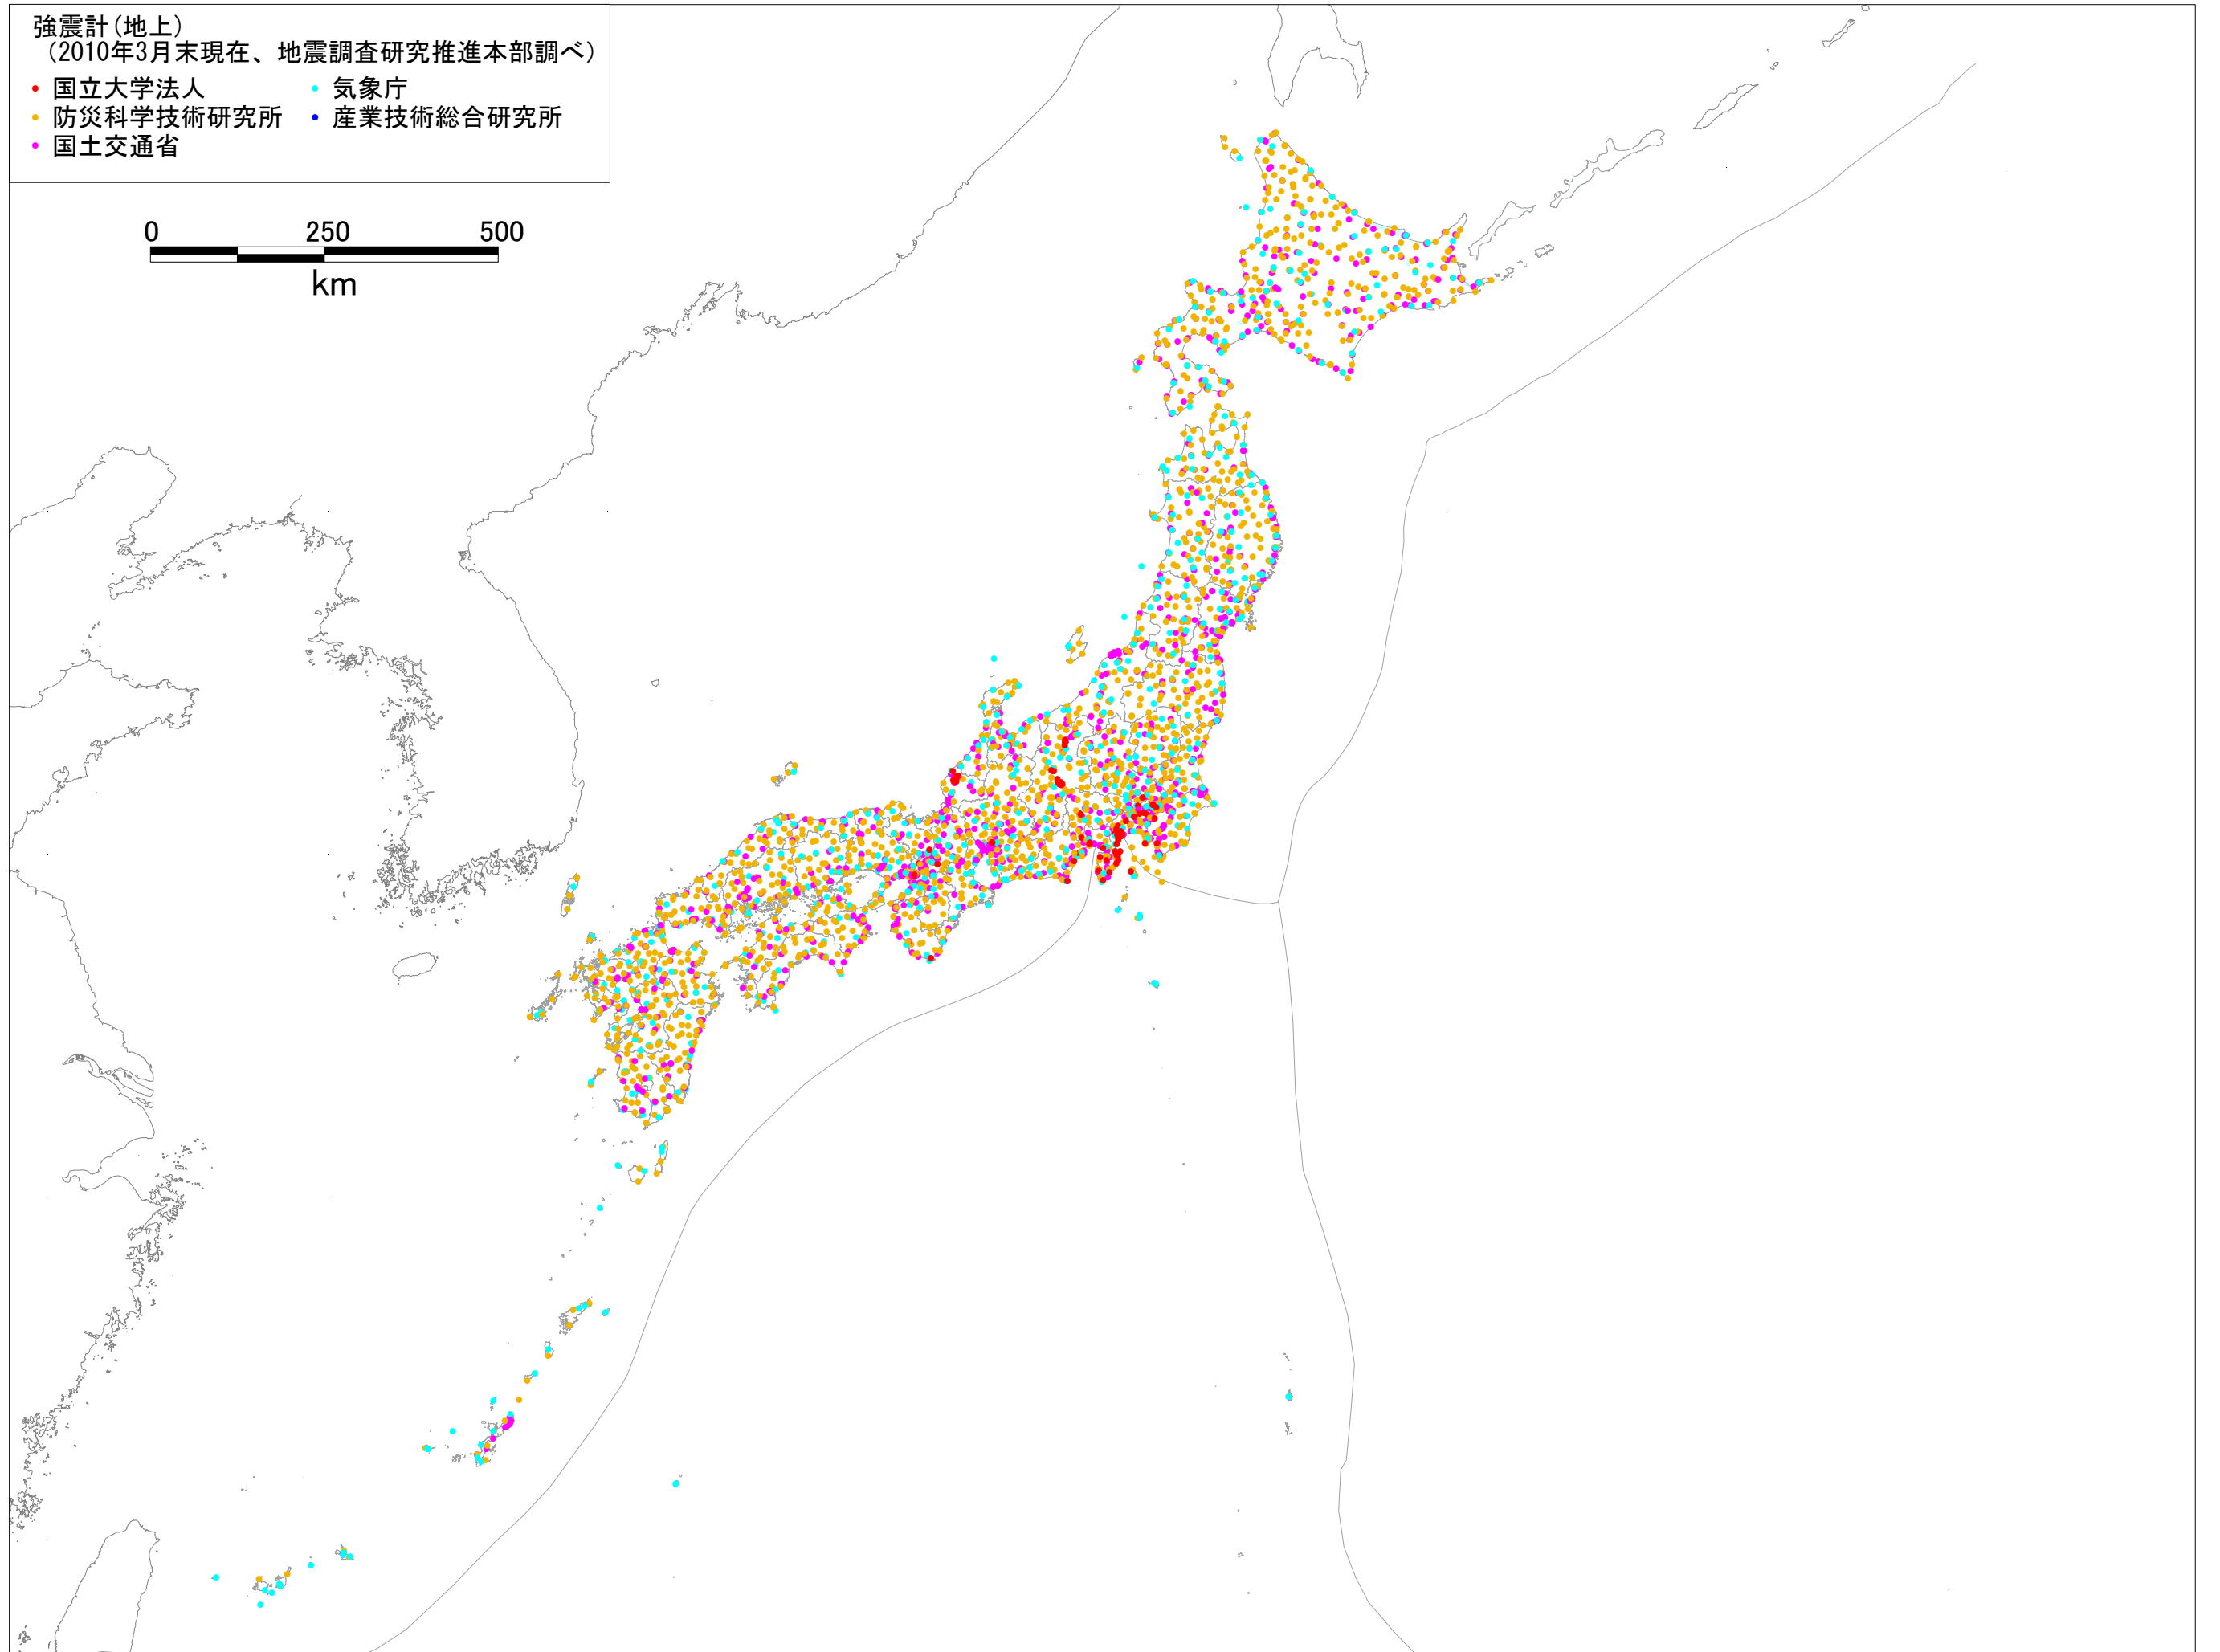 強震計(地上)
(2010年3月末現在、地震調査研究推進本部調べ)
国立大学法人 気象庁
防災科学技術研究所 産業技術総合研究所
国土交通省
0 250 500
km